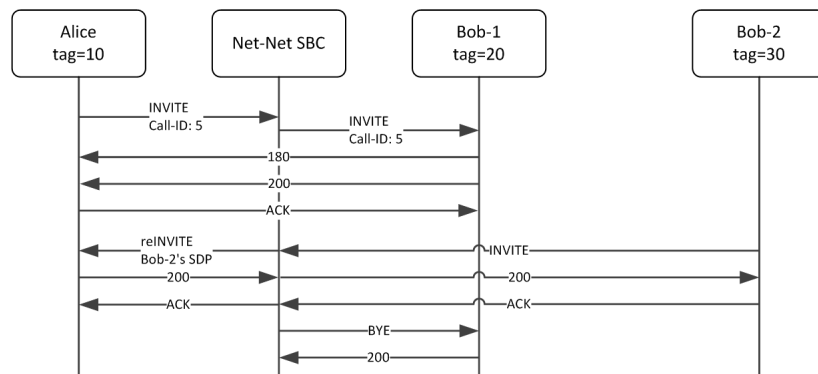 Alice
tag=10
Net-Net SBC
Bob-1
tag=20
Bob-2
tag=30
INVITE
Call-ID: 5
INVITE
Call-ID: 5
180
200
ACK
reINVITE
Bob-2's SDP
INVITE
200
200
ACK
ACK
BYE
200